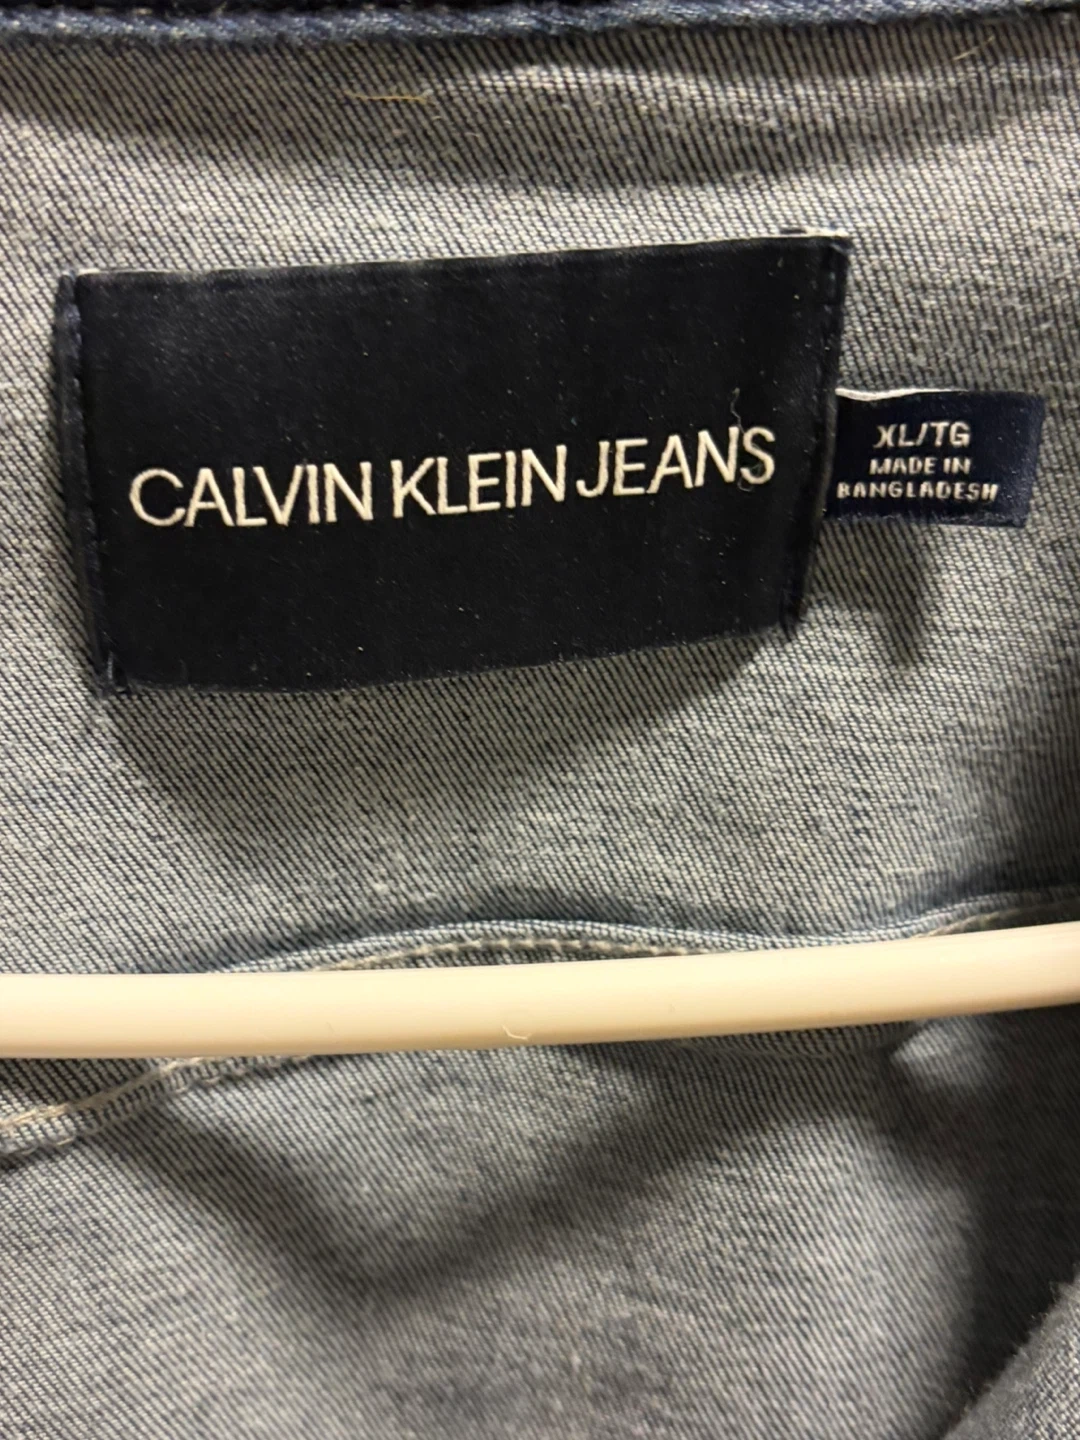 CALVIN KLEIN JEANS
XL/TG
MADE IN
BANGLADESH